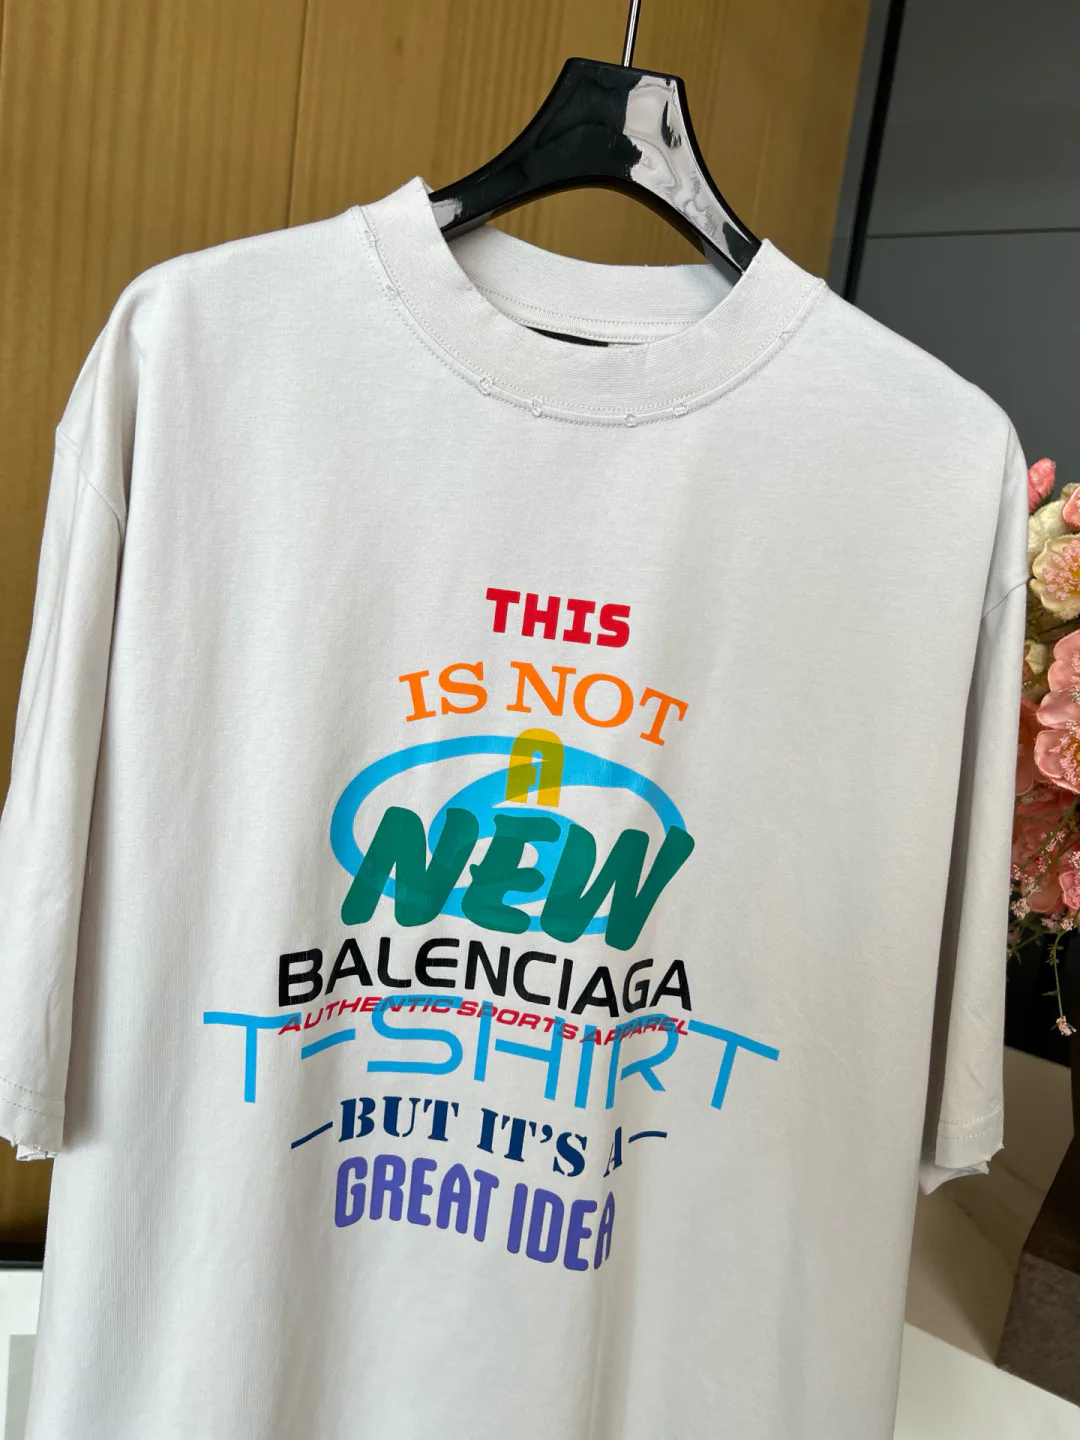 THIS
IS NOT
A
NEW
BALENCIAGA
AUTHENTIC SPORTS APPAREL
T-SHIRT
-BUT IT'S A-
GREAT IDEA